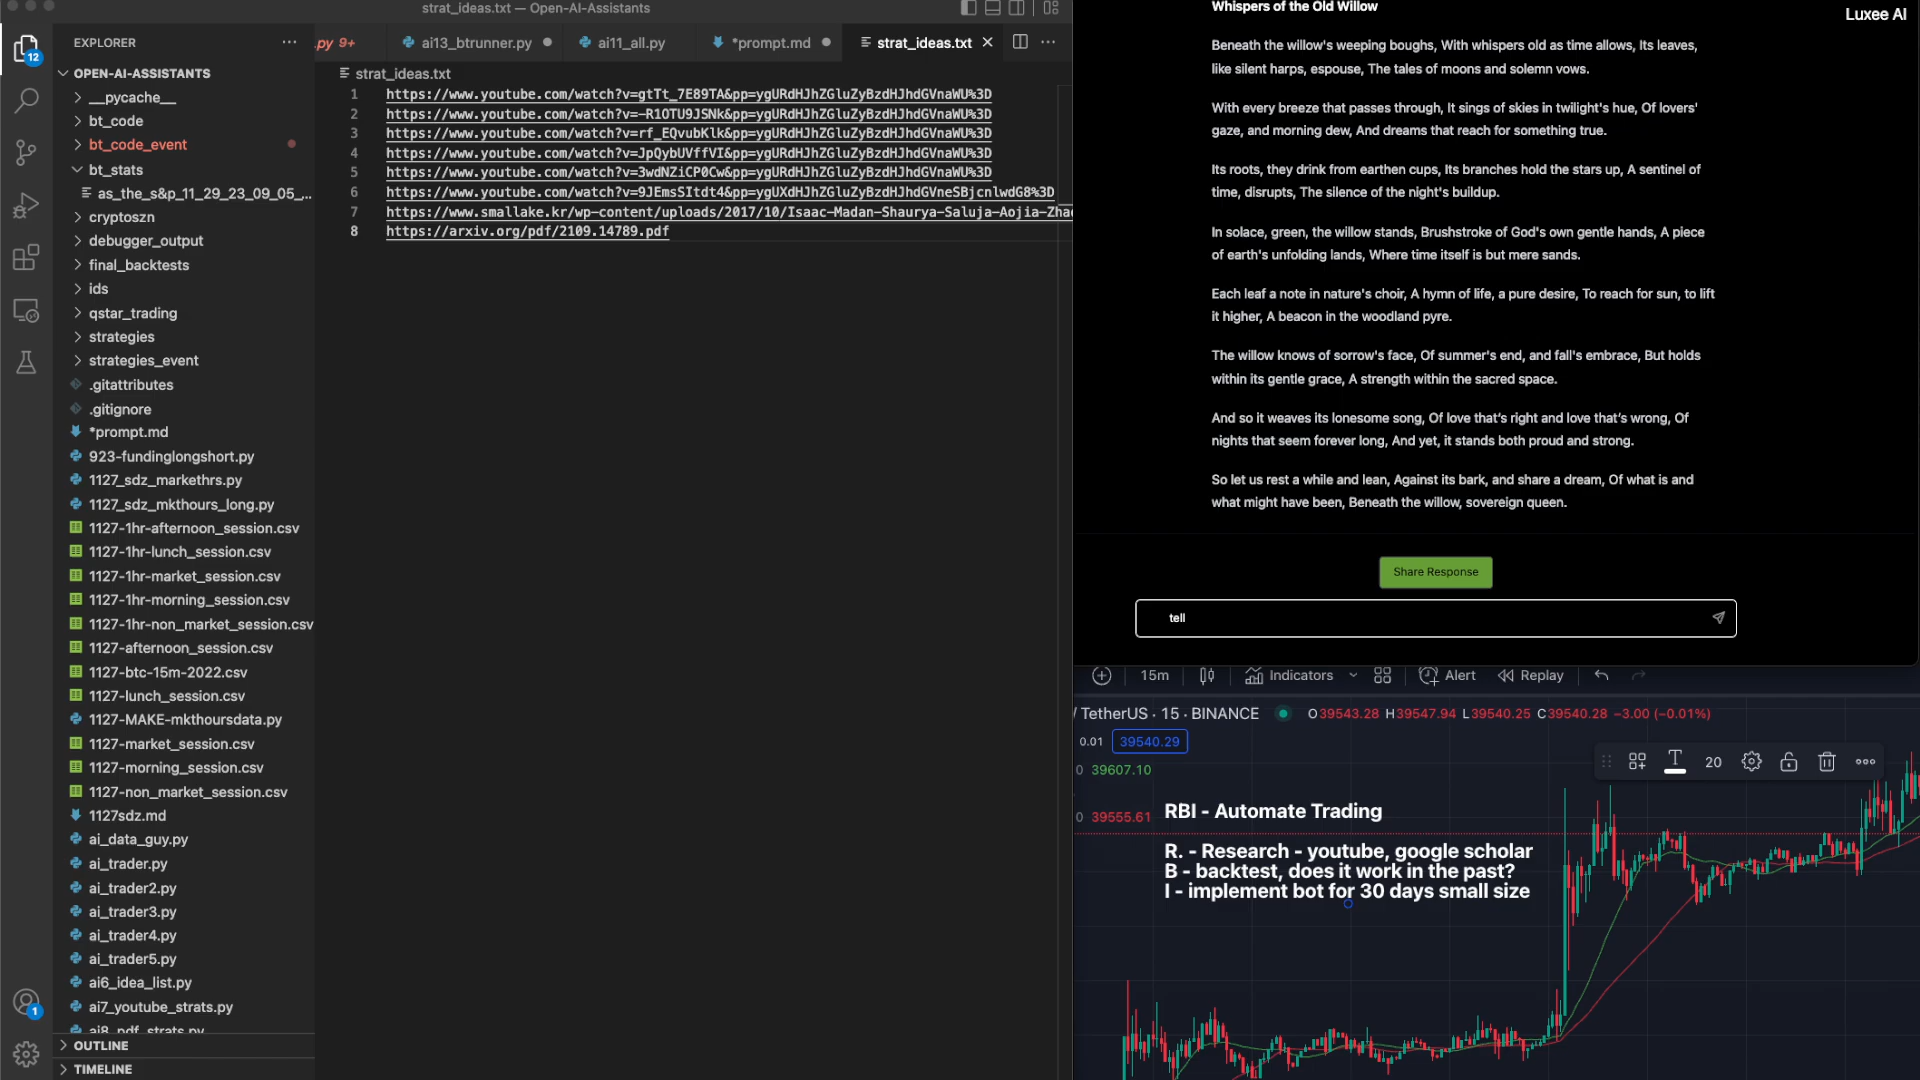 strat_ideas.txt — Open-AI-Assistants
EXPLORER
.py 9+
ai13_btrunner.py
ai11_all.py
*prompt.md
strat_ideas.txt
OPEN-AI-ASSISTANTS
__pycache__
bt_code
bt_code_event
bt_stats
as_the_s&p_11_29_23_09_05_...
cryptoszn
debugger_output
final_backtests
ids
qstar_trading
strategies
strategies_event
.gitattributes
.gitignore
*prompt.md
923-fundinglongshort.py
1127_sdz_markethrs.py
1127_sdz_mkthours_long.py
1127-1hr-afternoon_session.csv
1127-1hr-lunch_session.csv
1127-1hr-market_session.csv
1127-1hr-morning_session.csv
1127-1hr-non_market_session.csv
1127-afternoon_session.csv
1127-btc-15m-2022.csv
1127-lunch_session.csv
1127-MAKE-mkthoursdata.py
1127-market_session.csv
1127-morning_session.csv
1127-non_market_session.csv
1127sdz.md
ai_data_guy.py
ai_trader.py
ai_trader2.py
ai_trader3.py
ai_trader4.py
ai_trader5.py
ai6_idea_list.py
ai7_youtube_strats.py
ai8_pdf_strats.py
OUTLINE
TIMELINE
12
1
strat_ideas.txt
1 https://www.youtube.com/watch?v=gtTt_7E89TA&pp=ygURdHJhZGluZyBzdHJhdGVnaWU%3D
2 https://www.youtube.com/watch?v=-R1OTU9JSNk&pp=ygURdHJhZGluZyBzdHJhdGVnaWU%3D
3 https://www.youtube.com/watch?v=rf_EQvubKlk&pp=ygURdHJhZGluZyBzdHJhdGVnaWU%3D
4 https://www.youtube.com/watch?v=JpQybUVffVI&pp=ygURdHJhZGluZyBzdHJhdGVnaWU%3D
5 https://www.youtube.com/watch?v=3wdNZiCP0Cw&pp=ygURdHJhZGluZyBzdHJhdGVnaWU%3D
6 https://www.youtube.com/watch?v=9JEmsSItdt4&pp=ygUXdHJhZGluZyBzdHJhdGVneSBjcnlwdG8%3D
7 https://www.smallake.kr/wp-content/uploads/2017/10/Isaac-Madan-Shaurya-Saluja-Aojia-Zhao
8 https://arxiv.org/pdf/2109.14789.pdf
Luxee AI
Whispers of the Old Willow
Beneath the willow's weeping boughs, With whispers old as time allows, Its leaves,
like silent harps, espouse, The tales of moons and solemn vows.
With every breeze that passes through, It sings of skies in twilight's hue, Of lovers'
gaze, and morning dew, And dreams that reach for something true.
Its roots, they drink from earthen cups, Its branches hold the stars up, A sentinel of
time, disrupts, The silence of the night's buildup.
In solace, green, the willow stands, Brushstroke of God's own gentle hands, A piece
of earth's unfolding lands, Where time itself is but mere sands.
Each leaf a note in nature's choir, A hymn of life, a pure desire, To reach for sun, to lift
it higher, A beacon in the woodland pyre.
The willow knows of sorrow's face, Of summer's end, and fall's embrace, But holds
within its gentle grace, A strength within the sacred space.
And so it weaves its lonesome song, Of love that's right and love that's wrong, Of
nights that seem forever long, And yet, it stands both proud and strong.
So let us rest a while and lean, Against its bark, and share a dream, Of what is and
what might have been, Beneath the willow, sovereign queen.
Share Response
tell
15m
Indicators
Alert
Replay
/ TetherUS · 15 · BINANCE O39543.28 H39547.94 L39540.25 C39540.28 −3.00 (−0.01%)
0.01 39540.29
20
0 39607.10
0 39555.61
RBI - Automate Trading
R. - Research - youtube, google scholar
B - backtest, does it work in the past?
I - implement bot for 30 days small size